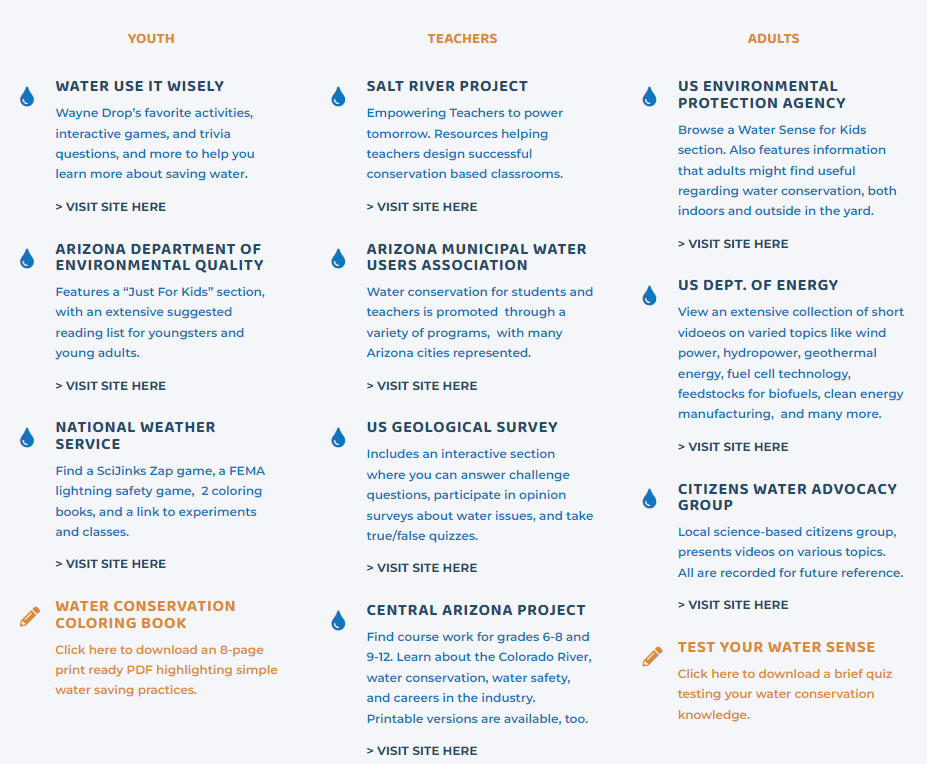 YOUTH
WATER USE IT WISELY
Wayne Drop's favorite activities,
interactive games, and trivia
questions, and more to help you
learn more about saving water.
> VISIT SITE HERE
ARIZONA DEPARTMENT OF
ENVIRONMENTAL QUALITY
Features a “Just For Kids” section,
with an extensive suggested
reading list for youngsters and
young adults.
> VISIT SITE HERE
NATIONAL WEATHER
SERVICE
Find a SciJinks Zap game, a FEMA
lightning safety game,  2 coloring
books, and a link to experiments
and classes.
> VISIT SITE HERE
WATER CONSERVATION
COLORING BOOK
Click here to download an 8-page
print ready PDF highlighting simple
water saving practices.
TEACHERS
SALT RIVER PROJECT
Empowering Teachers to power
tomorrow. Resources helping
teachers design successful
conservation based classrooms.
> VISIT SITE HERE
ARIZONA MUNICIPAL WATER
USERS ASSOCIATION
Water conservation for students and
teachers is promoted  through a
variety of programs,  with many
Arizona cities represented.
> VISIT SITE HERE
US GEOLOGICAL SURVEY
Includes an interactive section
where you can answer challenge
questions, participate in opinion
surveys about water issues, and take
true/false quizzes.
> VISIT SITE HERE
CENTRAL ARIZONA PROJECT
Find course work for grades 6-8 and
9-12. Learn about the Colorado River,
water conservation, water safety,
and careers in the industry.
Printable versions are available, too.
> VISIT SITE HERE
ADULTS
US ENVIRONMENTAL
PROTECTION AGENCY
Browse a Water Sense for Kids
section. Also features information
that adults might find useful
regarding water conservation, both
indoors and outside in the yard.
> VISIT SITE HERE
US DEPT. OF ENERGY
View an extensive collection of short
vidoeos on varied topics like wind
power, hydropower, geothermal
energy, fuel cell technology,
feedstocks for biofuels, clean energy
manufacturing,  and many more.
> VISIT SITE HERE
CITIZENS WATER ADVOCACY
GROUP
Local science-based citizens group,
presents videos on various topics.
All are recorded for future reference.
> VISIT SITE HERE
TEST YOUR WATER SENSE
Click here to download a brief quiz
testing your water conservation
knowledge.